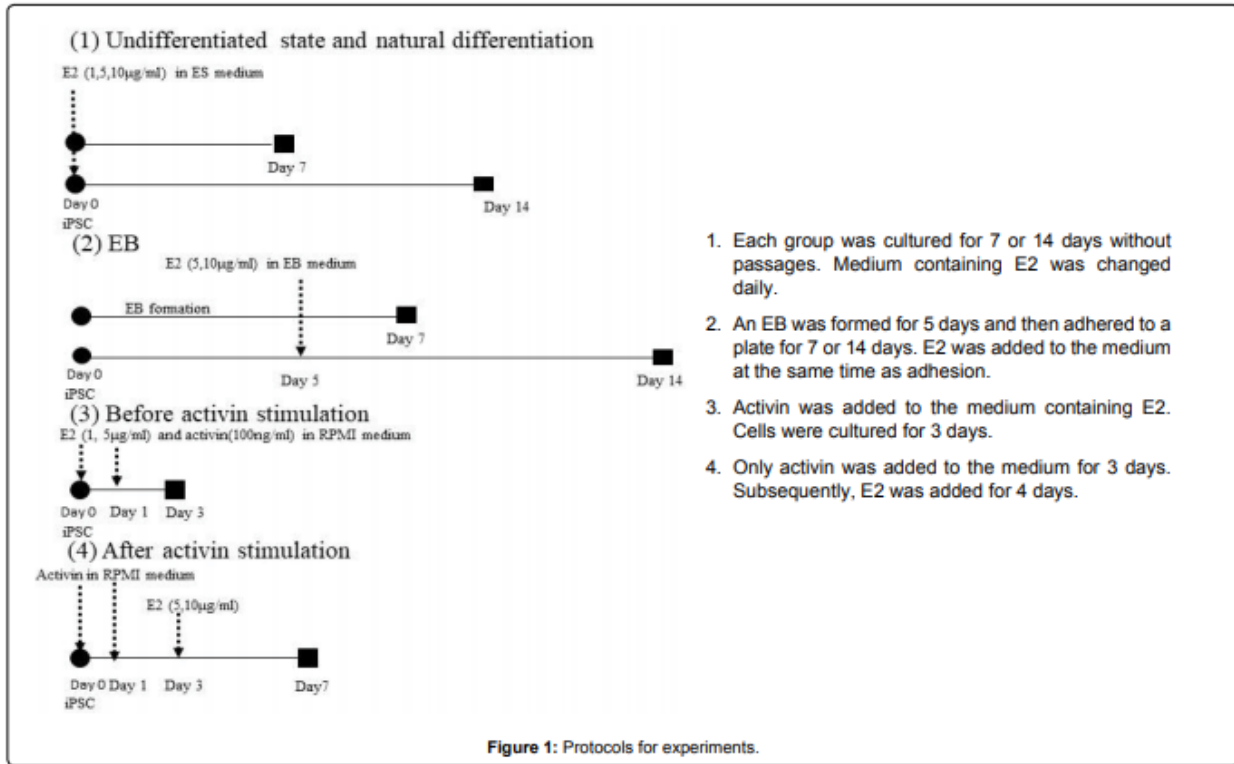 (1) Undifferentiated state and natural differentiation
E2 (1,5,10μg/ml) in ES medium
Day 7
Day 0
iPSC
Day 14
(2) EB
E2 (5,10μg/ml) in EB medium
EB formation
Day 7
Day 0
iPSC
Day 5
Day 14
(3) Before activin stimulation
E2 (1, 5μg/ml) and activin(100ng/ml) in RPMI medium
Day 0 Day 1 Day 3
iPSC
(4) After activin stimulation
Activin in RPMI medium
E2 (5,10μg/ml)
Day 0 Day 1 Day 3 Day7
iPSC
1. Each group was cultured for 7 or 14 days without
passages. Medium containing E2 was changed
daily.
2. An EB was formed for 5 days and then adhered to a
plate for 7 or 14 days. E2 was added to the medium
at the same time as adhesion.
3. Activin was added to the medium containing E2.
Cells were cultured for 3 days.
4. Only activin was added to the medium for 3 days.
Subsequently, E2 was added for 4 days.
Figure 1: Protocols for experiments.